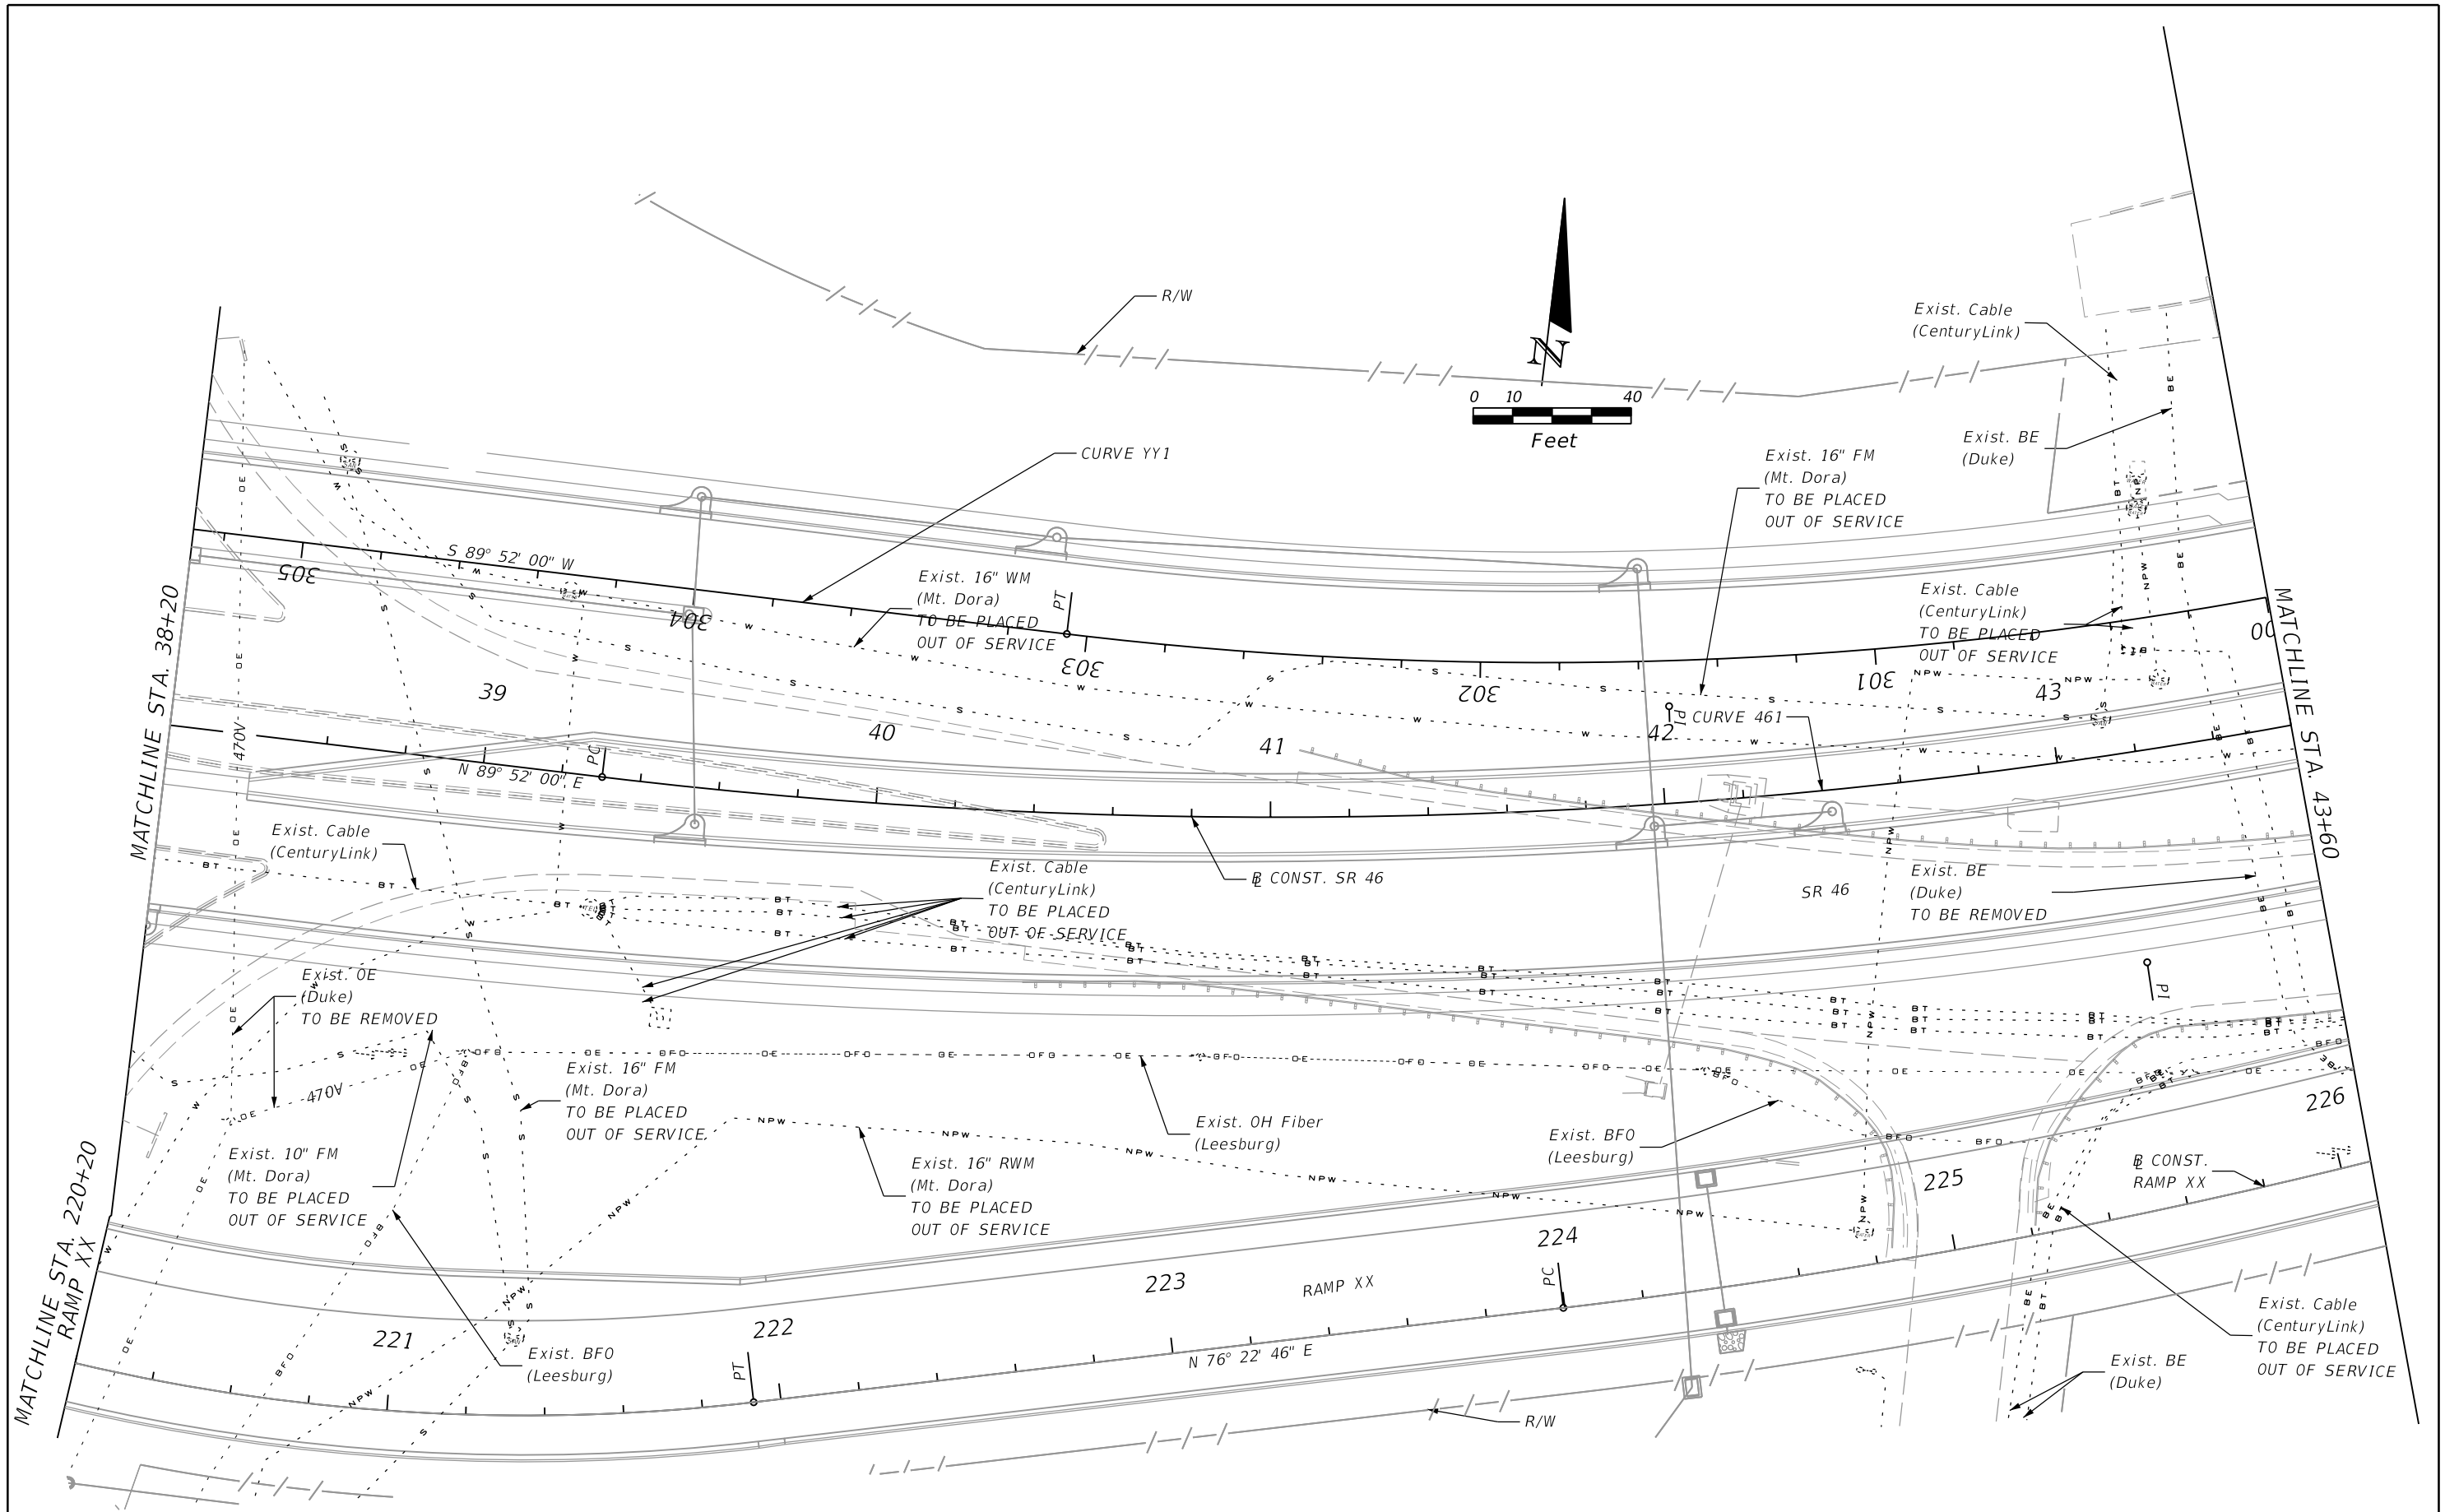 R/W
N
0 10 40
Feet
Exist. Cable
(CenturyLink)
Exist. BE
(Duke)
CURVE YY1
Exist. 16" FM
(Mt. Dora)
TO BE PLACED
OUT OF SERVICE
S 89° 52' 00" W
305
304
303
302
301
00
PT
Exist. 16" WM
(Mt. Dora)
TO BE PLACED
OUT OF SERVICE
Exist. Cable
(CenturyLink)
TO BE PLACED
OUT OF SERVICE
MATCHLINE STA. 38+20
MATCHLINE STA. 43+60
39
40
41
42
43
PI
CURVE 461
470V
PC
N 89° 52' 00" E
Exist. Cable
(CenturyLink)
Exist. Cable
(CenturyLink)
TO BE PLACED
OUT OF SERVICE
BL CONST. SR 46
SR 46
Exist. BE
(Duke)
TO BE REMOVED
PI
Exist. OE
(Duke)
TO BE REMOVED
470V
Exist. 16" FM
(Mt. Dora)
TO BE PLACED
OUT OF SERVICE
Exist. OH Fiber
(Leesburg)
Exist. BFO
(Leesburg)
Exist. 10" FM
(Mt. Dora)
TO BE PLACED
OUT OF SERVICE
Exist. 16" RWM
(Mt. Dora)
TO BE PLACED
OUT OF SERVICE
BL CONST.
RAMP XX
MATCHLINE STA. 220+20
RAMP XX
221
222
223
224
225
226
PT
PC
RAMP XX
N 76° 22' 46" E
Exist. BFO
(Leesburg)
Exist. Cable
(CenturyLink)
TO BE PLACED
OUT OF SERVICE
Exist. BE
(Duke)
R/W